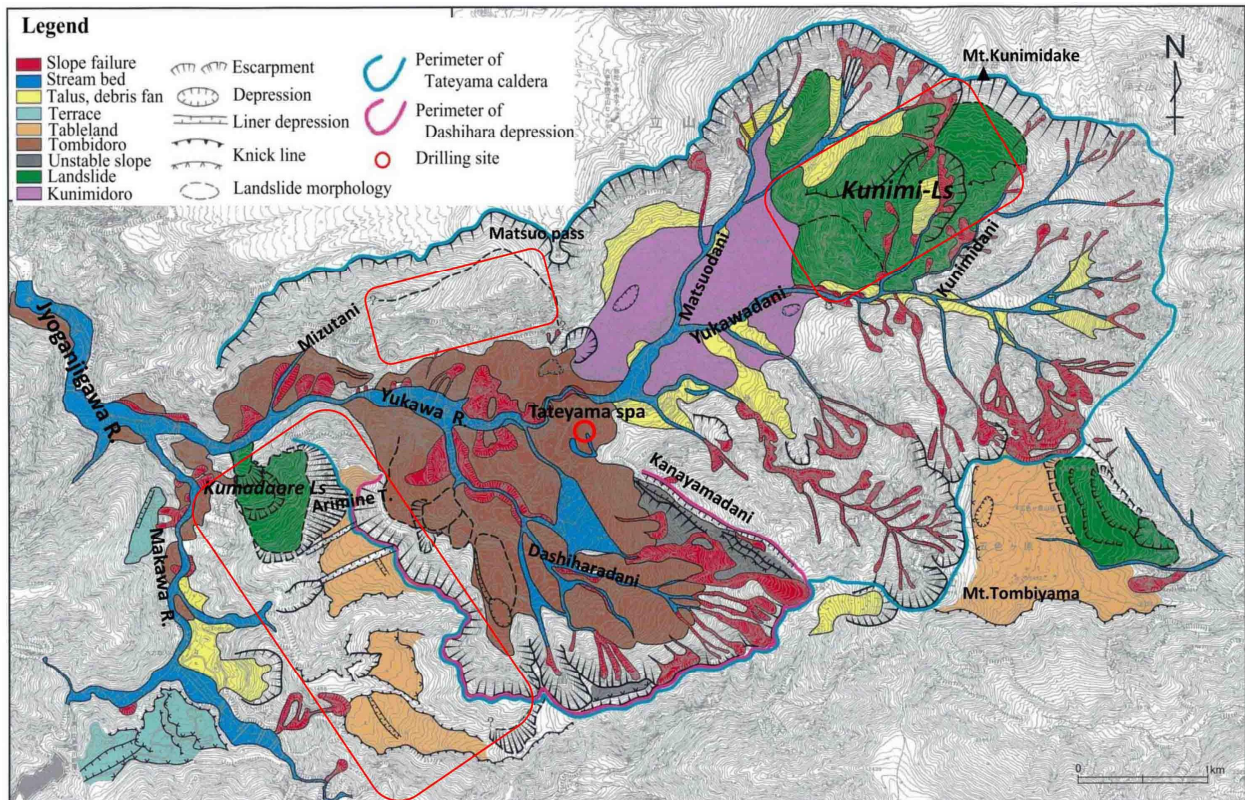 Legend
Slope failure
Stream bed
Talus, debris fan
Terrace
Tableland
Tombidoro
Unstable slope
Landslide
Kunimidoro
Escarpment
Depression
Liner depression
Knick line
Landslide morphology
Perimeter of
Tateyama caldera
Perimeter of
Dashihara depression
Drilling site
Mt.Kunimidake
N
立山
Kunimi-Ls
Matsuo pass
Matsuodani
Kunimidani
Yukawadani
Mizutani
Jyoganjigawa R.
Yukawa R.
Tateyama spa
Kumadaore Ls
Arimine T.
Kanayamadani
Makawa R.
Dashiharadani
Mt.Tombiyama
0 1km